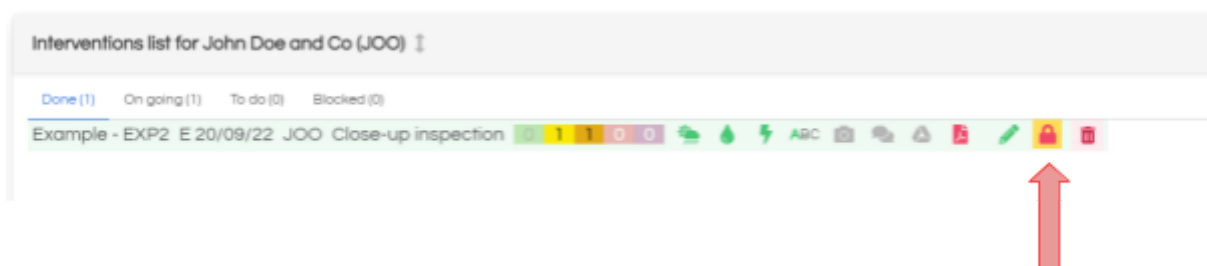 Interventions list for John Doe and Co (JOO)
Done (1) On going (1) To do (0) Blocked (0)
Example - EXP2 E 20/09/22 JOO Close-up inspection 0 1 1 0 0 ABC